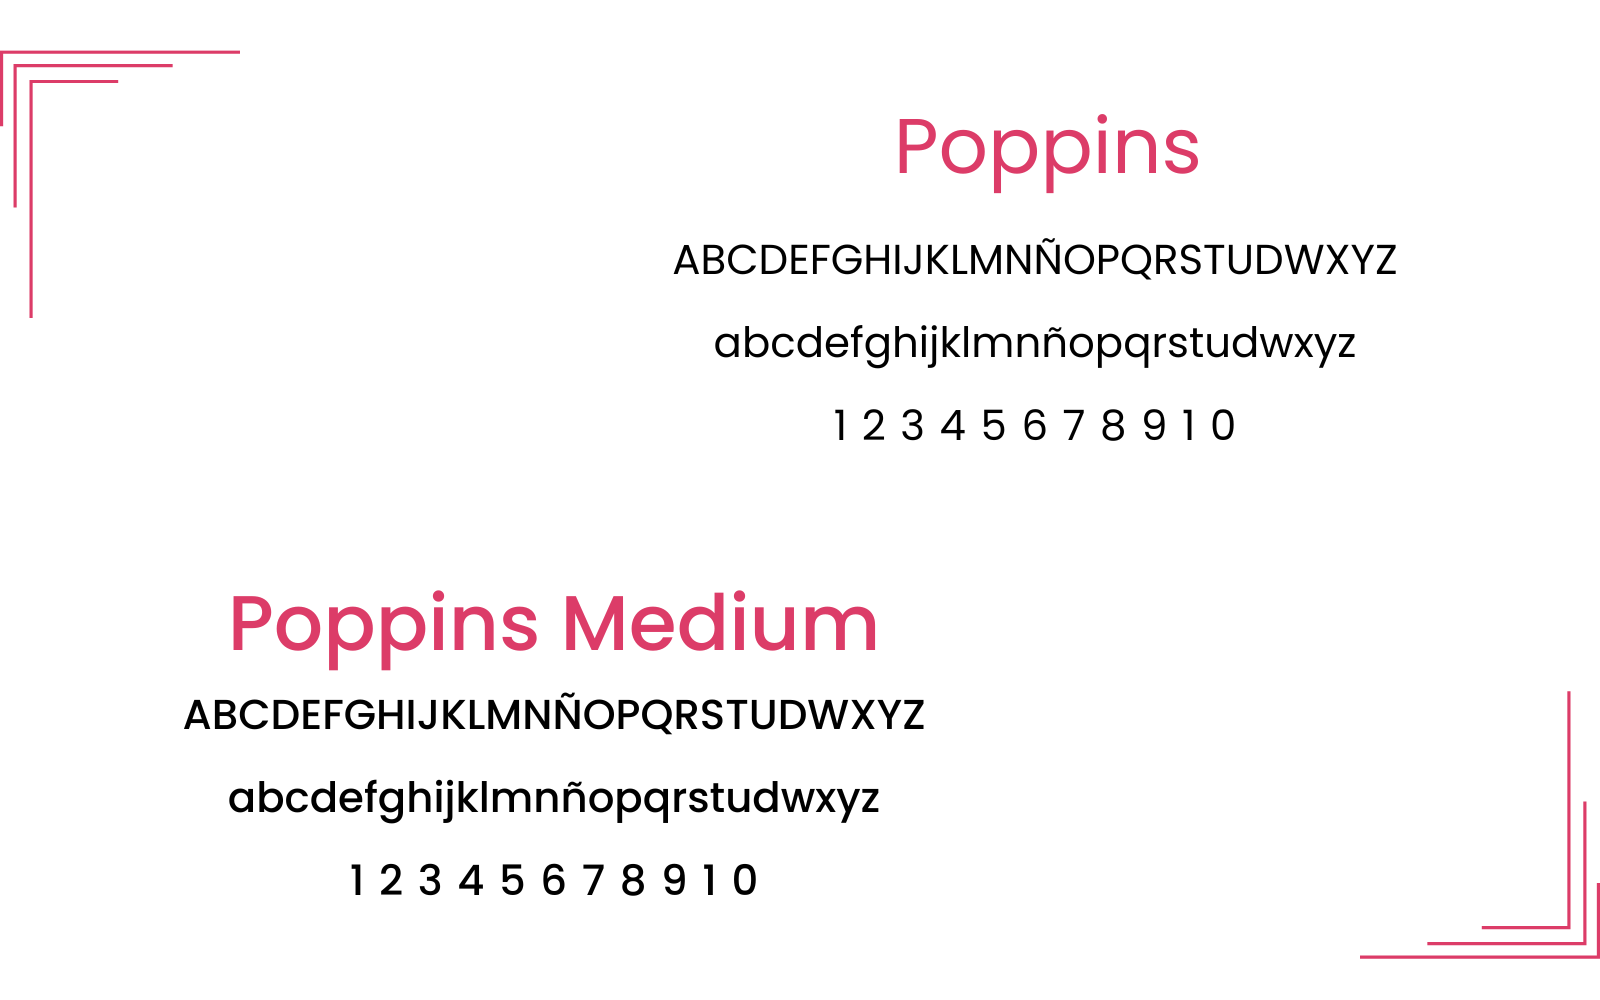 Poppins
ABCDEFGHIJKLMNÑOPQRSTUDWXYZ
abcdefghijklmnñopqrstudwxyz
1 2 3 4 5 6 7 8 9 1 0
Poppins Medium
ABCDEFGHIJKLMNÑOPQRSTUDWXYZ
abcdefghijklmnñopqrstudwxyz
1 2 3 4 5 6 7 8 9 1 0